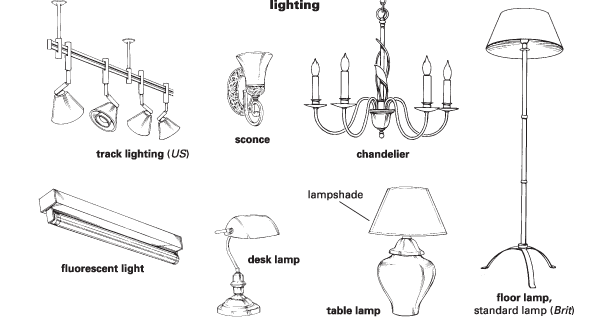 lighting
track lighting (US)
sconce
chandelier
lampshade
fluorescent light
desk lamp
table lamp
floor lamp,
standard lamp (Brit)